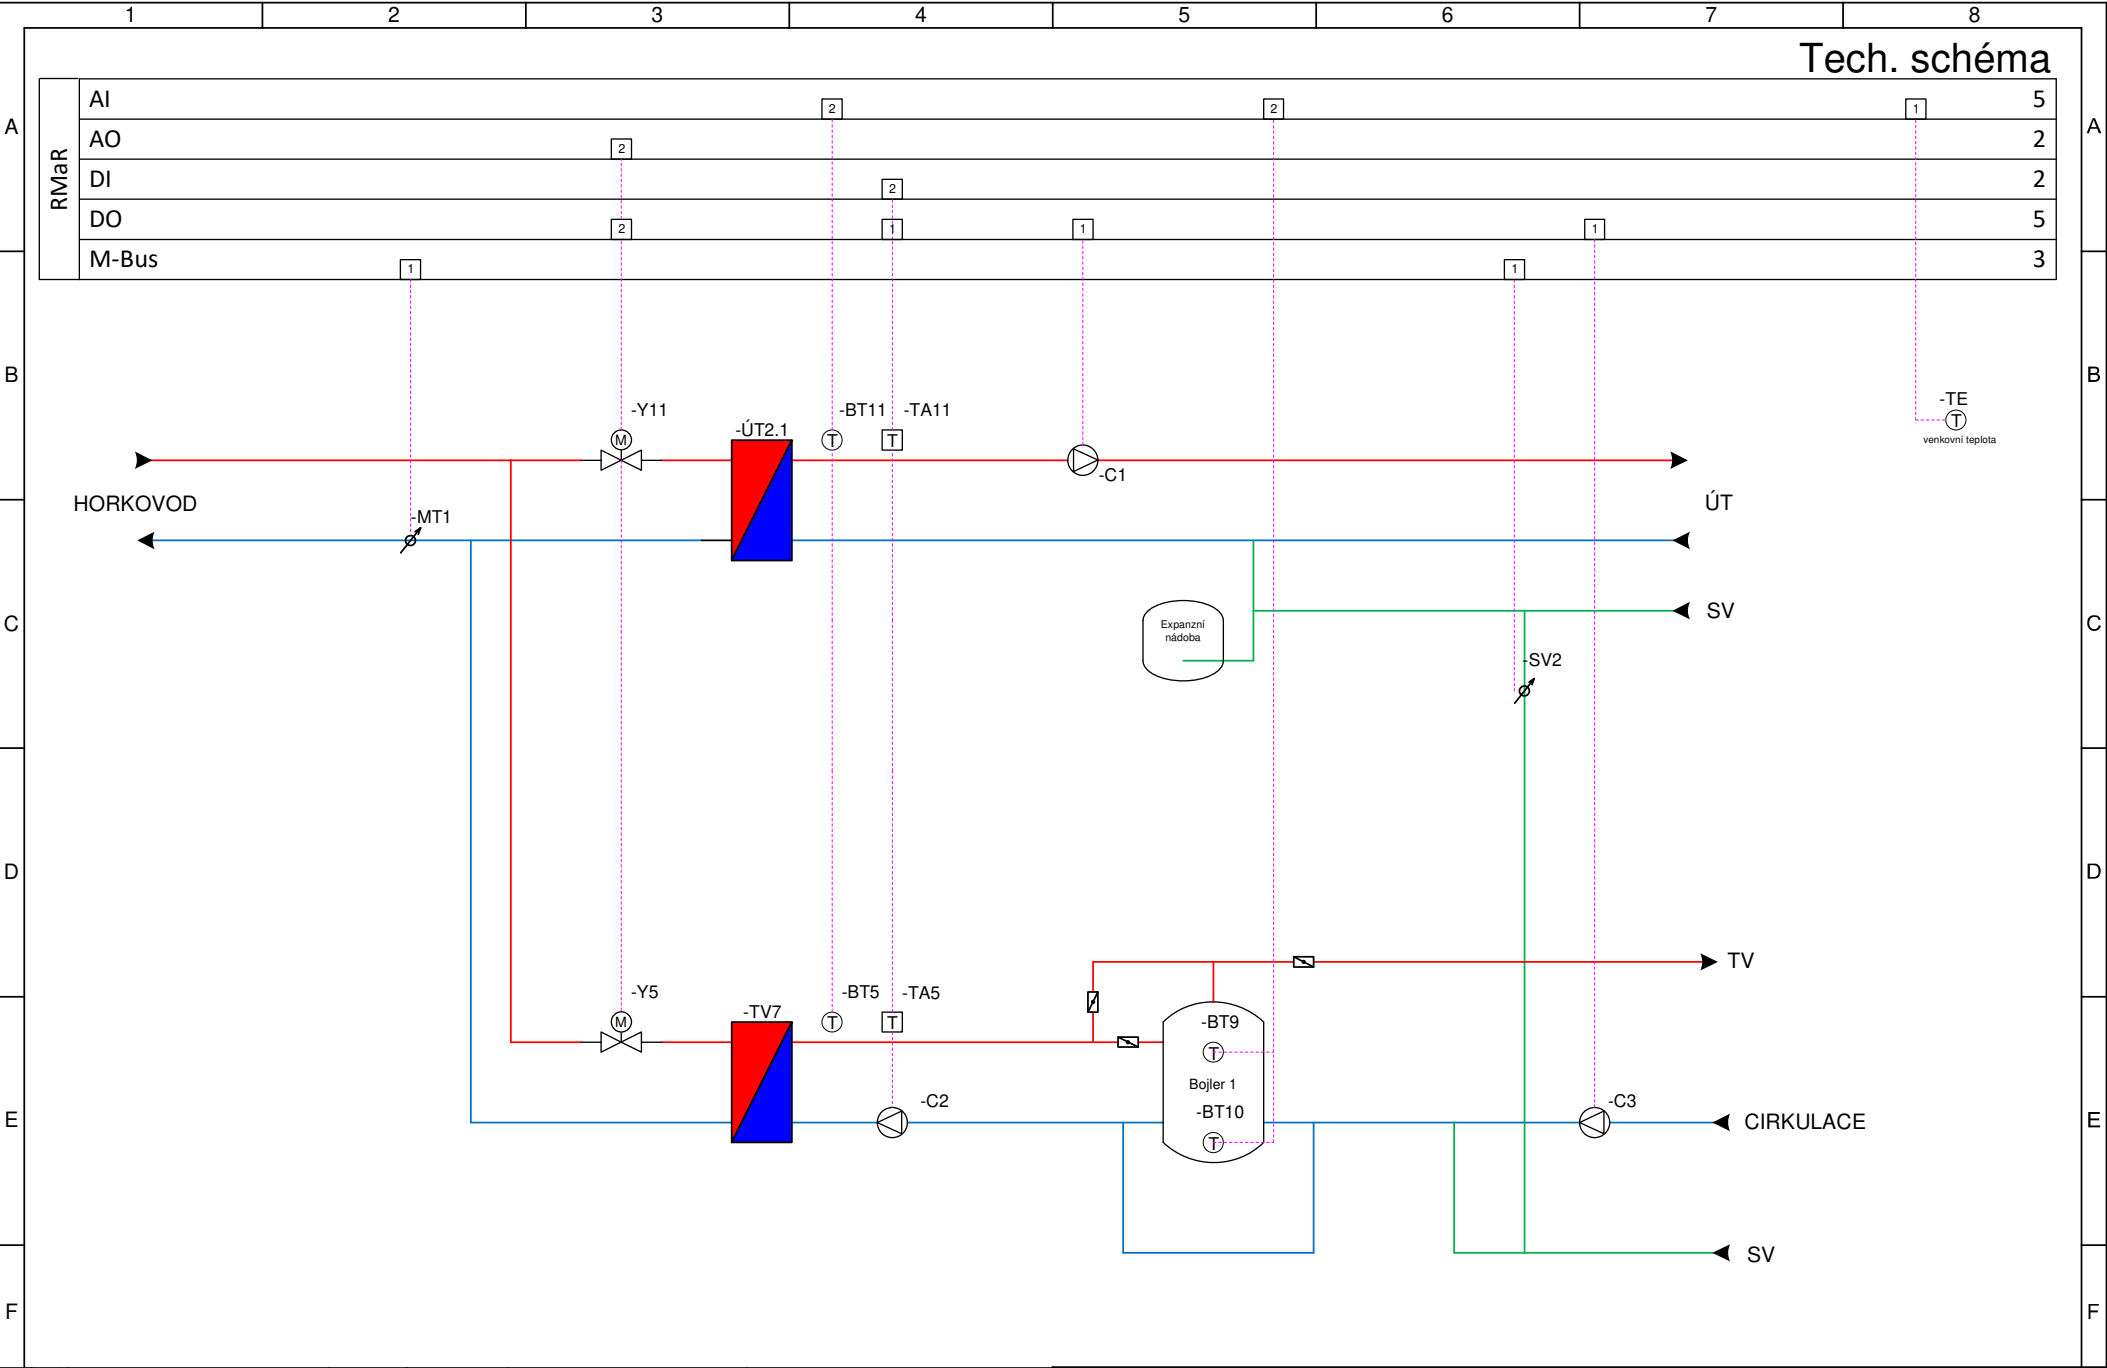 1 2 3 4 5 6 7 8
Tech. schéma
RMaR
AI 2 2 1 5
A A
AO 2 2
DI 2 2
DO 2 1 1 1 5
M-Bus 1 1 3
B B
-Y11 -BT11 -TA11 -TE
M -ÚT2.1 T T T
venkovní teplota
-C1
HORKOVOD ÚT
-MT1
SV
C Expanzní C
nádoba
-SV2
D D
TV
-Y5 -BT5 -TA5
M -TV7 T T -BT9
T
Bojler 1
-C2 -BT10 -C3
E CIRKULACE E
T
SV
F F